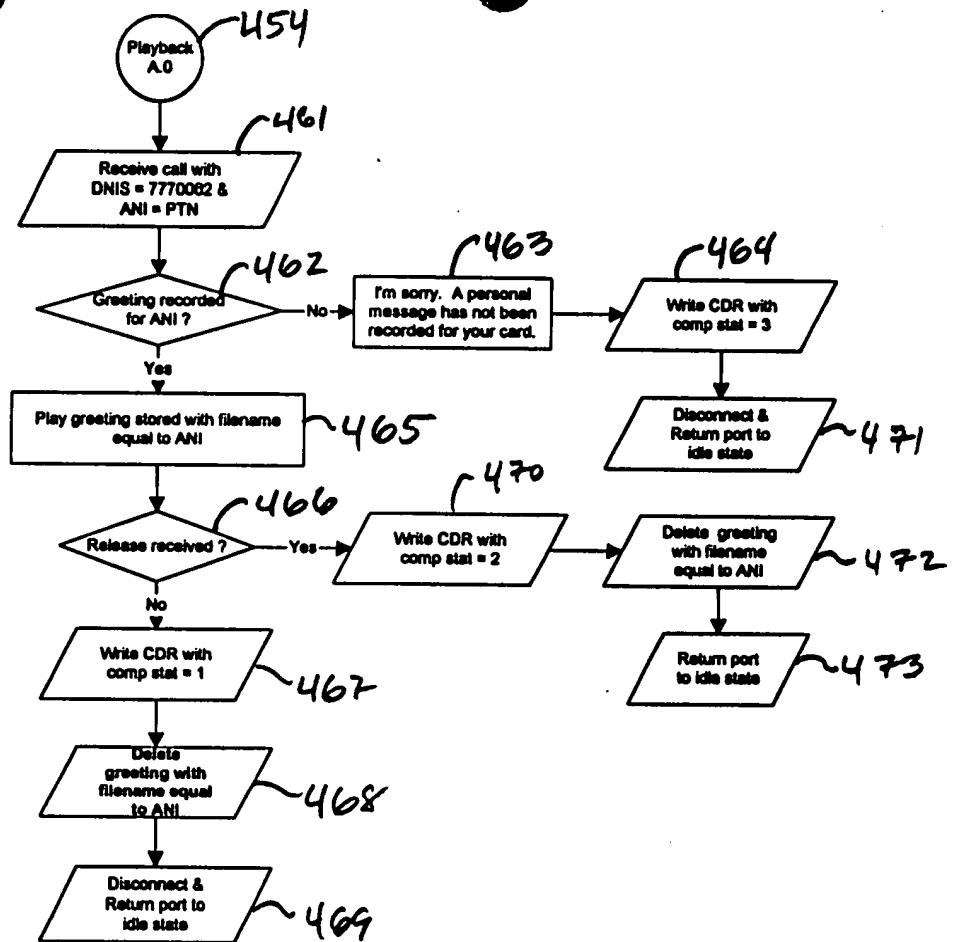 Playback
A.0
454
461
Receive call with
DNIS = 7770062 &
ANI = PTN
462
Greeting recorded
for ANI ?
No
463
I'm sorry. A personal
message has not been
recorded for your card.
464
Write CDR with
comp stat = 3
Yes
Play greeting stored with filename
equal to ANI
465
Disconnect &
Return port to
idle state
471
466
Release received ?
Yes
470
Write CDR with
comp stat = 2
Delete greeting
with filename
equal to ANI
472
No
Write CDR with
comp stat = 1
467
Return port
to idle state
473
Delete
greeting with
filename equal
to ANI
468
Disconnect &
Return port to
idle state
469